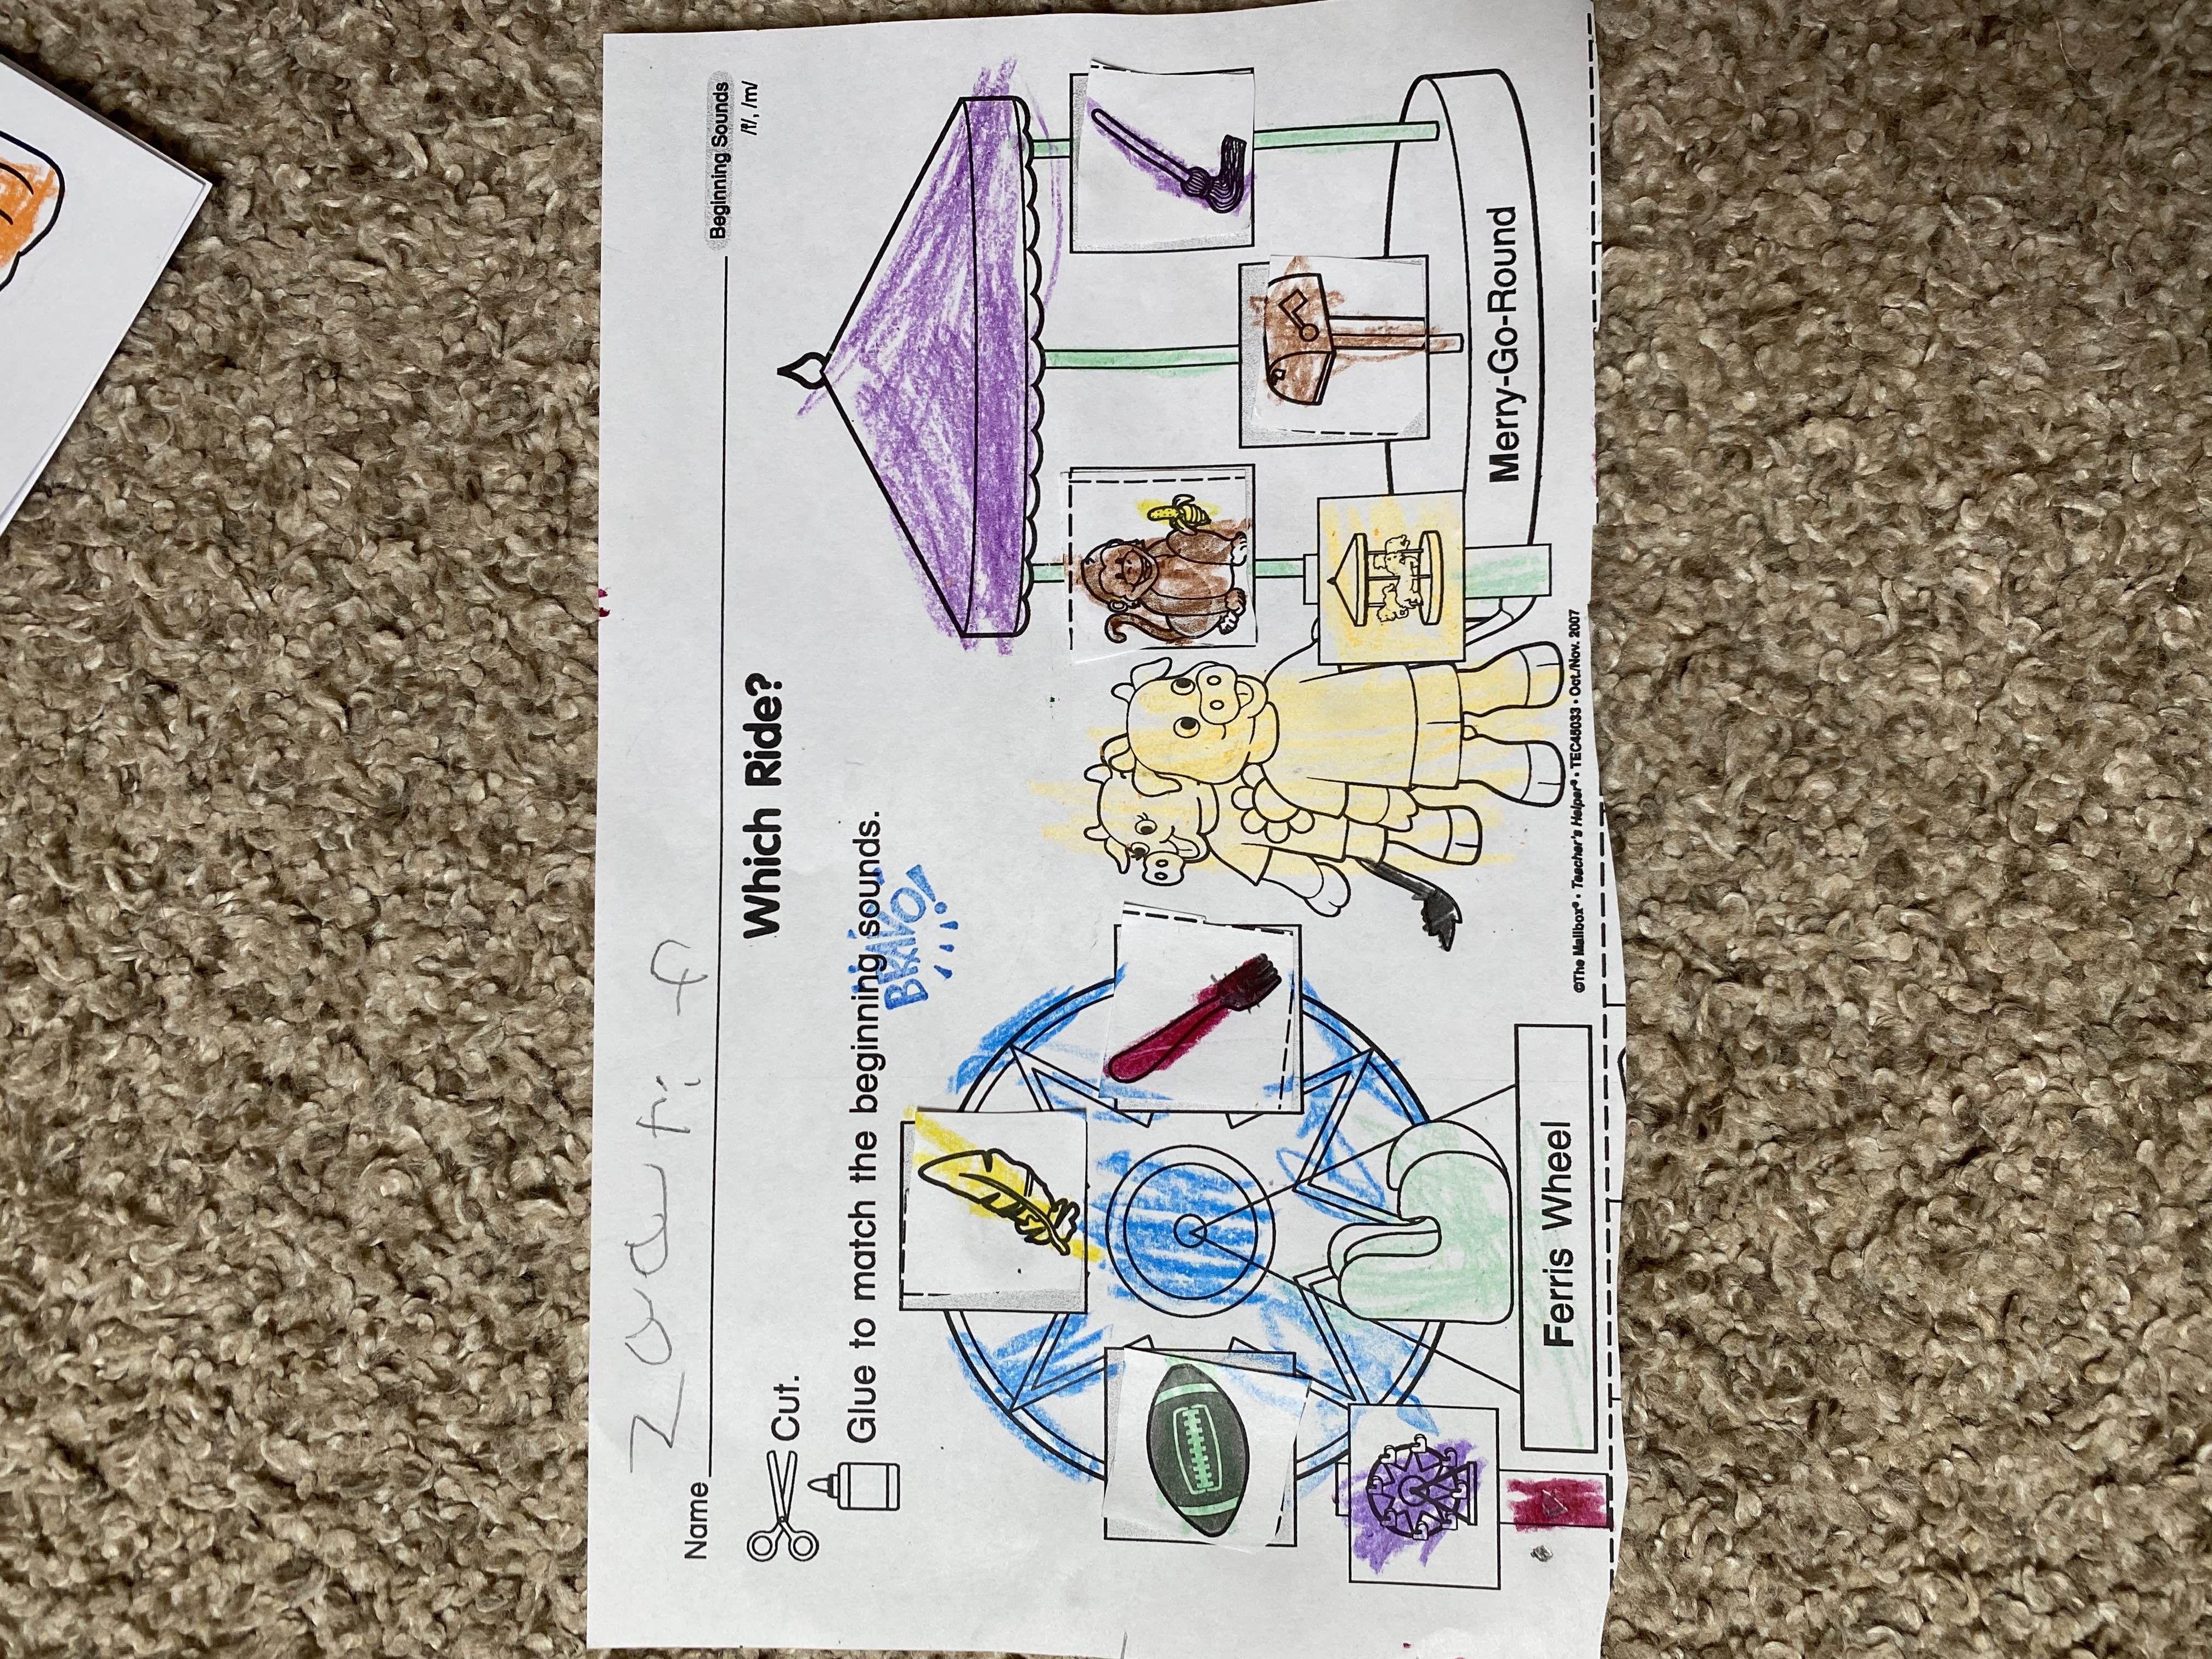 Name
Which Ride?
Beginning Sounds
/f/, /m/
Cut.
Glue to match the beginning sounds.
BRAVO!
Ferris Wheel
Merry-Go-Round
©The Mailbox® • Teacher's Helper® • TEC45033 • Oct./Nov. 2007